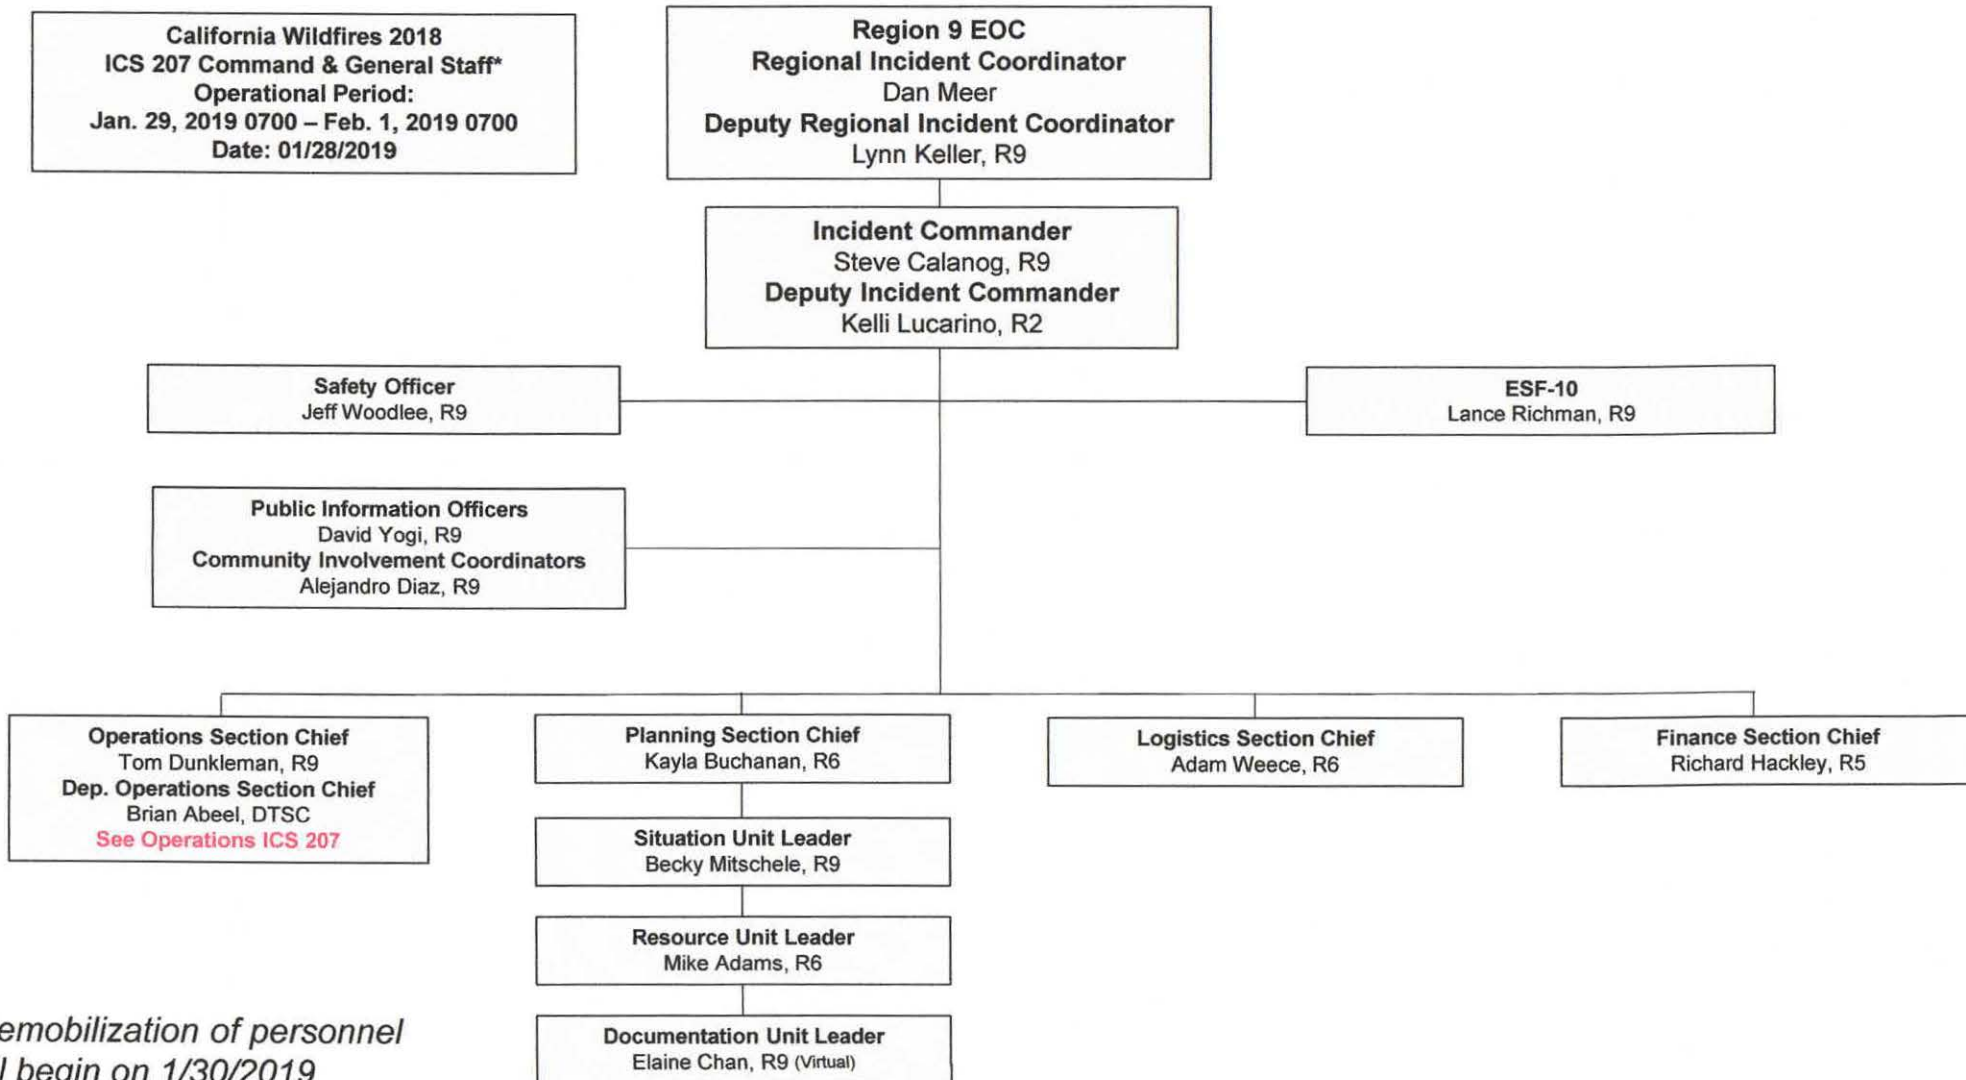 California Wildfires 2018
ICS 207 Command & General Staff*
Operational Period:
Jan. 29, 2019 0700 – Feb. 1, 2019 0700
Date: 01/28/2019
Region 9 EOC
Regional Incident Coordinator
Dan Meer
Deputy Regional Incident Coordinator
Lynn Keller, R9
Incident Commander
Steve Calanog, R9
Deputy Incident Commander
Kelli Lucarino, R2
Safety Officer
Jeff Woodlee, R9
ESF-10
Lance Richman, R9
Public Information Officers
David Yogi, R9
Community Involvement Coordinators
Alejandro Diaz, R9
Operations Section Chief
Tom Dunkleman, R9
Dep. Operations Section Chief
Brian Abeel, DTSC
See Operations ICS 207
Planning Section Chief
Kayla Buchanan, R6
Logistics Section Chief
Adam Weece, R6
Finance Section Chief
Richard Hackley, R5
Situation Unit Leader
Becky Mitschele, R9
Resource Unit Leader
Mike Adams, R6
Documentation Unit Leader
Elaine Chan, R9 (Virtual)
emobilization of personnel
l begin on 1/30/2019